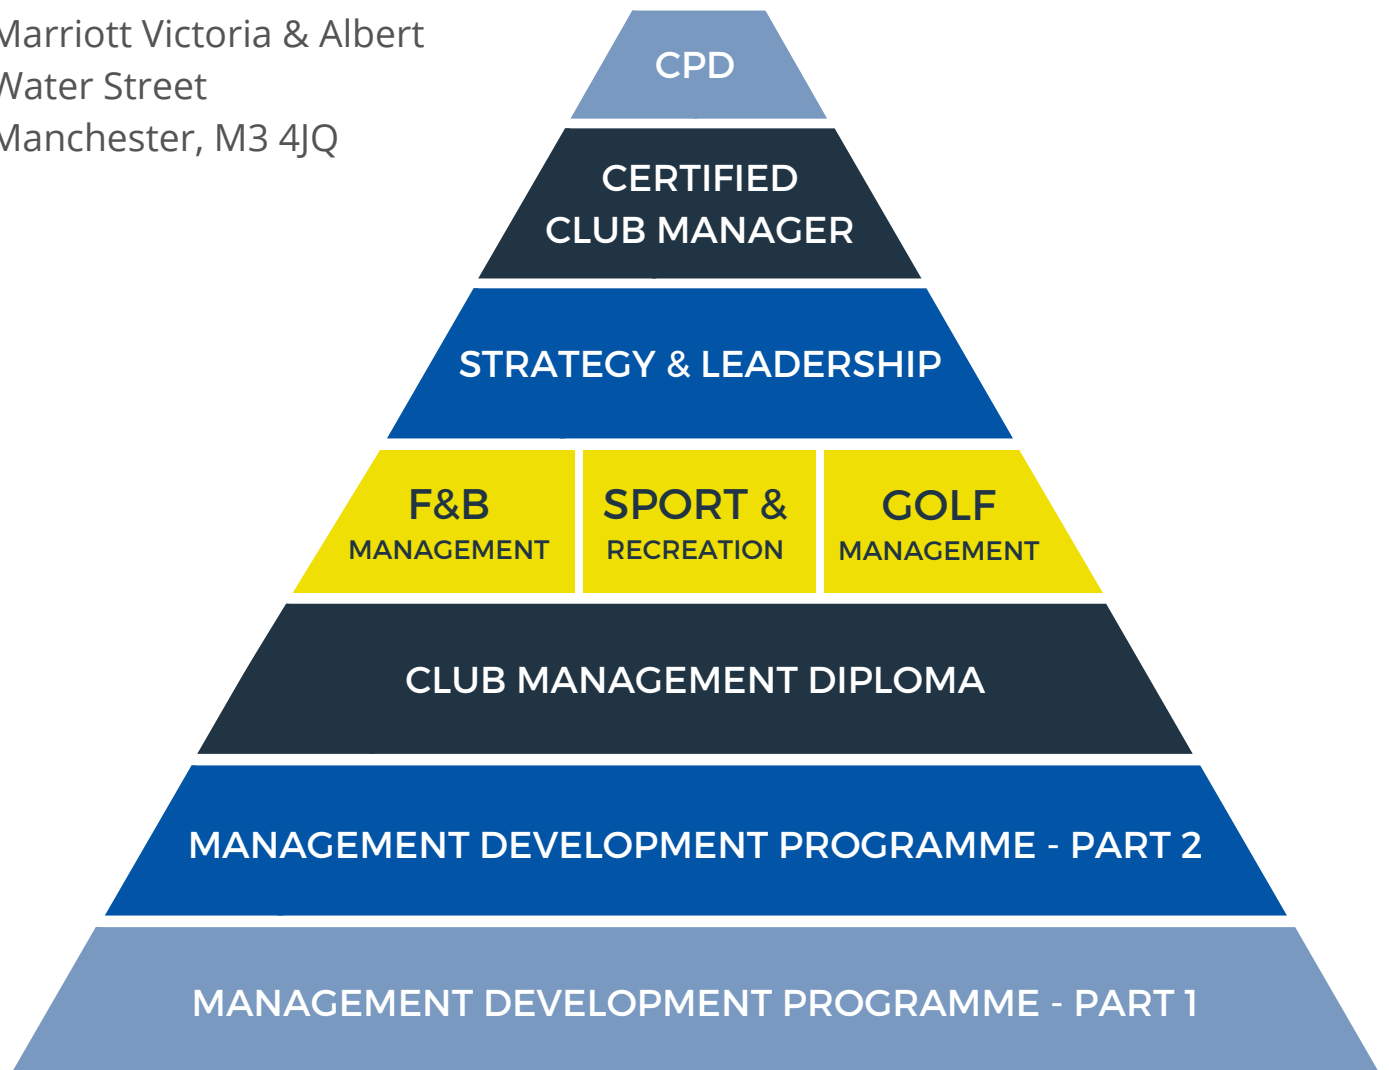 Marriott Victoria & Albert
Water Street
Manchester, M3 4JQ
CPD
CERTIFIED
CLUB MANAGER
STRATEGY & LEADERSHIP
F&B
MANAGEMENT
SPORT &
RECREATION
GOLF
MANAGEMENT
CLUB MANAGEMENT DIPLOMA
MANAGEMENT DEVELOPMENT PROGRAMME - PART 2
MANAGEMENT DEVELOPMENT PROGRAMME - PART 1